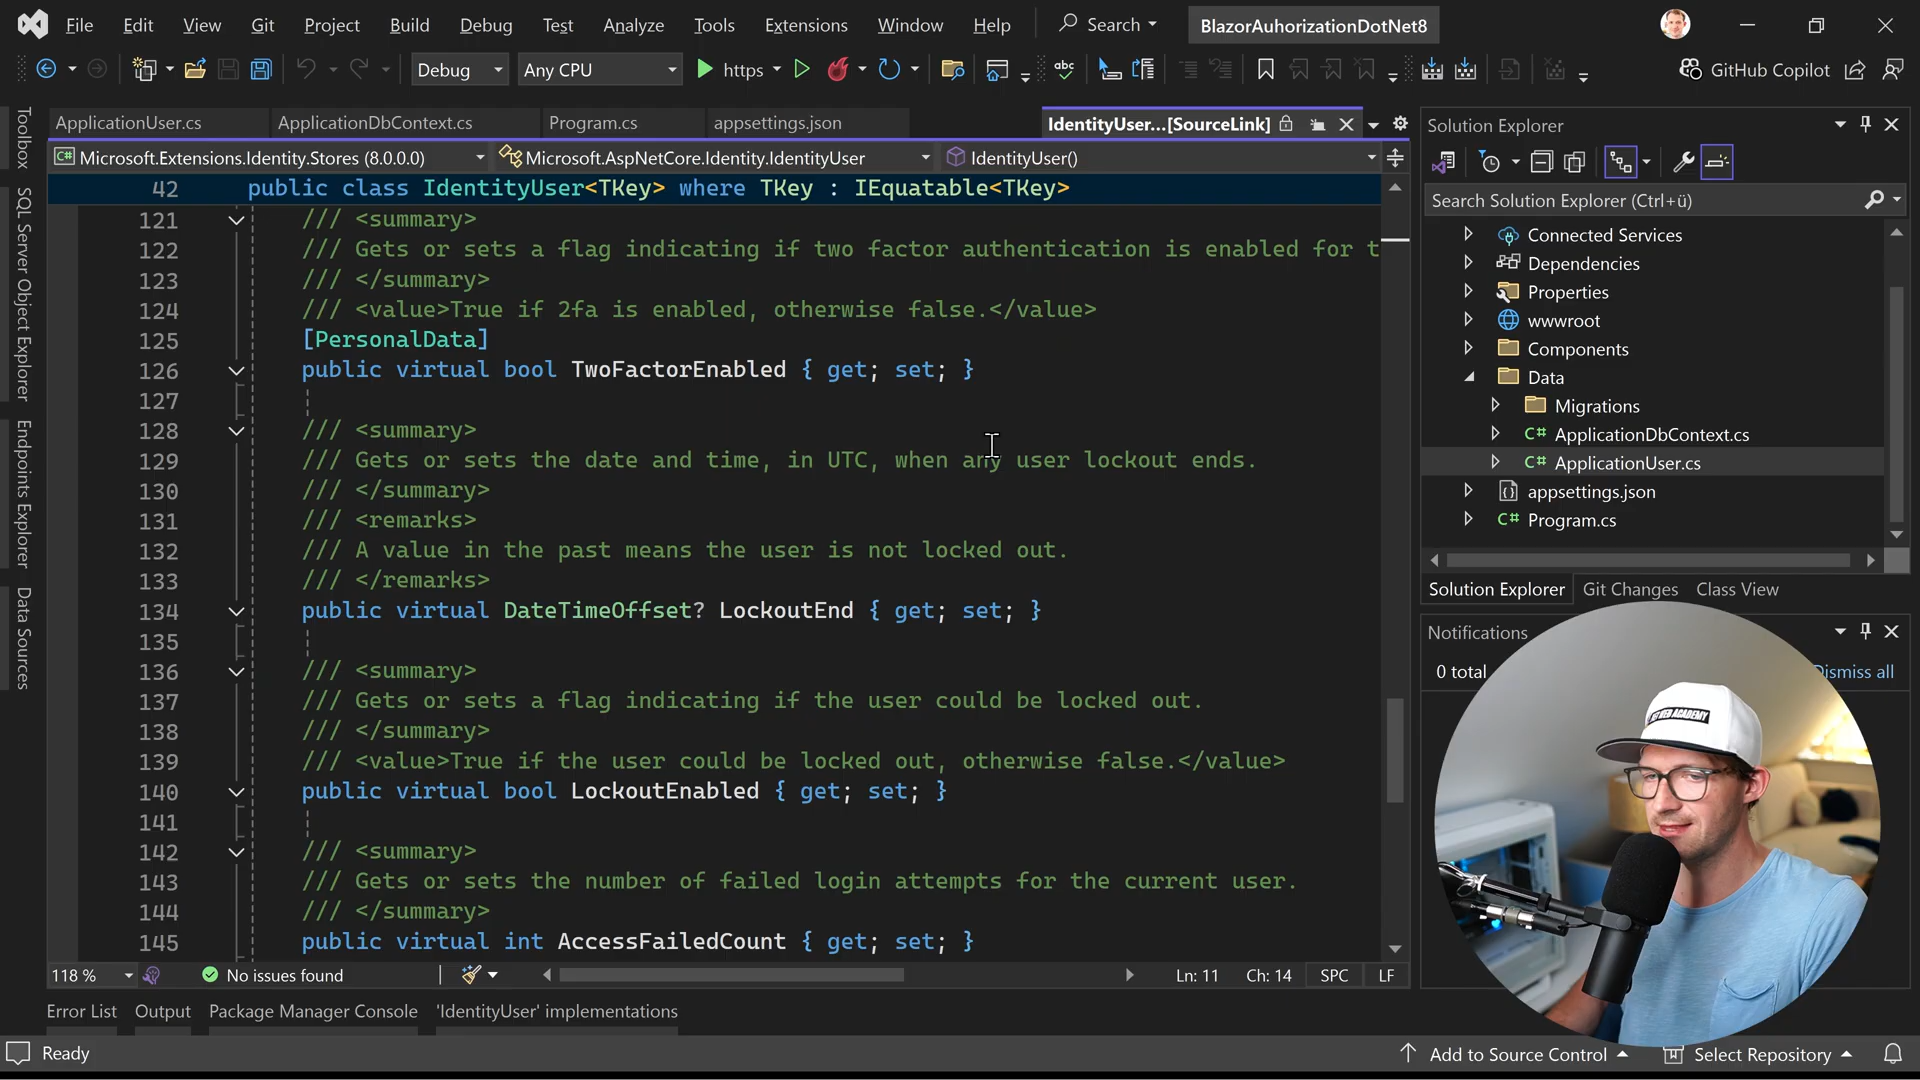 File Edit View Git Project Build Debug Test Analyze Tools Extensions Window Help Search BlazorAuhorizationDotNet8
Debug Any CPU https GitHub Copilot
ApplicationUser.cs ApplicationDbContext.cs Program.cs appsettings.json IdentityUser...[SourceLink]
Microsoft.Extensions.Identity.Stores (8.0.0.0) Microsoft.AspNetCore.Identity.IdentityUser IdentityUser()
42 public class IdentityUser<TKey> where TKey : IEquatable<TKey>
121 /// <summary>
122 /// Gets or sets a flag indicating if two factor authentication is enabled for t
123 /// </summary>
124 /// <value>True if 2fa is enabled, otherwise false.</value>
125 [PersonalData]
126 public virtual bool TwoFactorEnabled { get; set; }
127
128 /// <summary>
129 /// Gets or sets the date and time, in UTC, when any user lockout ends.
130 /// </summary>
131 /// <remarks>
132 /// A value in the past means the user is not locked out.
133 /// </remarks>
134 public virtual DateTimeOffset? LockoutEnd { get; set; }
135
136 /// <summary>
137 /// Gets or sets a flag indicating if the user could be locked out.
138 /// </summary>
139 /// <value>True if the user could be locked out, otherwise false.</value>
140 public virtual bool LockoutEnabled { get; set; }
141
142 /// <summary>
143 /// Gets or sets the number of failed login attempts for the current user.
144 /// </summary>
145 public virtual int AccessFailedCount { get; set; }
118 % No issues found Ln: 11 Ch: 14 SPC LF
Error List Output Package Manager Console 'IdentityUser' implementations
Ready Add to Source Control Select Repository
Toolbox
SQL Server Object Explorer
Endpoints Explorer
Data Sources
Solution Explorer
Search Solution Explorer (Ctrl+ü)
Connected Services
Dependencies
Properties
wwwroot
Components
Data
Migrations
C# ApplicationDbContext.cs
C# ApplicationUser.cs
appsettings.json
C# Program.cs
Solution Explorer Git Changes Class View
Notifications
0 total Dismiss all
WEB ACADEMY